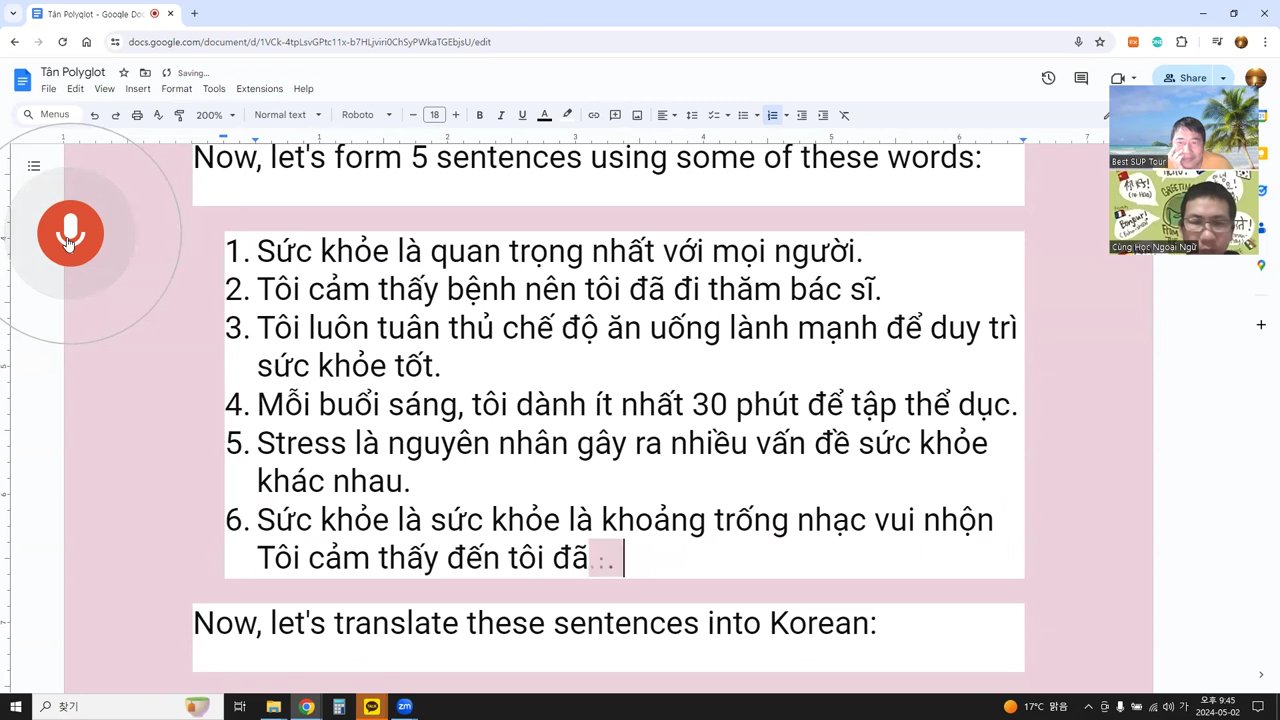 Tân Polyglot - Google Doc
docs.google.com/document/d/1VCk-4tpLsvGPtc11x-b7HLjviri0ChSyPWkaTGEbjsU/edit
Tân Polyglot
Saving...
File Edit View Insert Format Tools Extensions Help
Share
Menus
200%
Normal text
Roboto
18
Now, let's form 5 sentences using some of these words:
1. Sức khỏe là quan trọng nhất với mọi người.
2. Tôi cảm thấy bệnh nên tôi đã đi thăm bác sĩ.
3. Tôi luôn tuân thủ chế độ ăn uống lành mạnh để duy trì
sức khỏe tốt.
4. Mỗi buổi sáng, tôi dành ít nhất 30 phút để tập thể dục.
5. Stress là nguyên nhân gây ra nhiều vấn đề sức khỏe
khác nhau.
6. Sức khỏe là sức khỏe là khoảng trống nhạc vui nhộn
Tôi cảm thấy đến tôi đã
Now, let's translate these sentences into Korean:
Best SUP Tour
GREETING
Bonjour!
Cùng Học Ngoại Ngữ
찾기
17°C 맑음
가
오후 9:45
2024-05-02